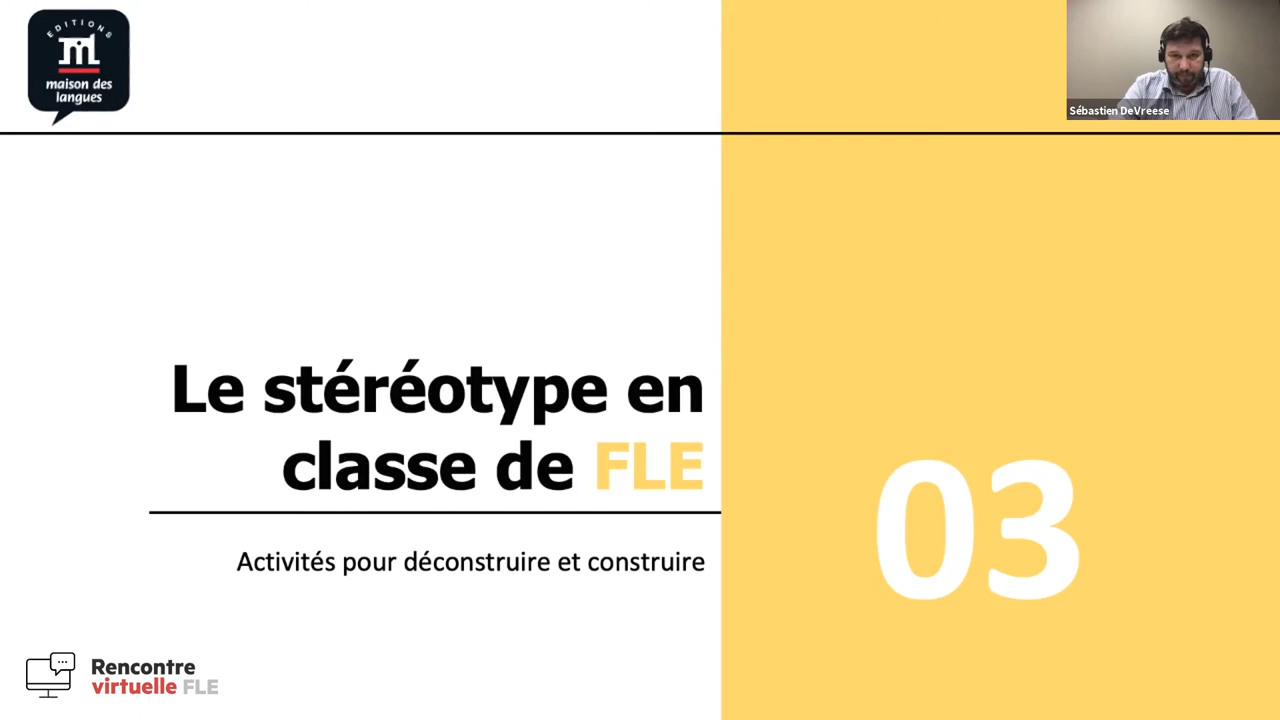 EDITIONS
maison des
langues
Sébastien DeVreese
Le stéréotype en
classe de FLE
Activités pour déconstruire et construire
03
Rencontre
virtuelle FLE